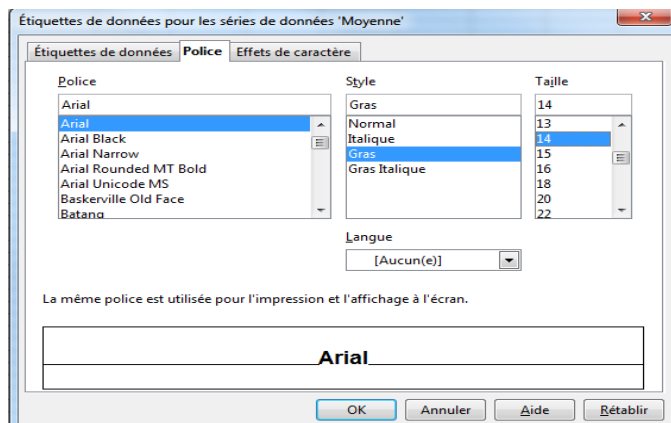 Étiquettes de données pour les séries de données 'Moyenne'
Étiquettes de données Police Effets de caractère
Police Style Taille
Arial Gras 14
Arial Normal 13
Arial Black Italique 14
Arial Narrow Gras 15
Arial Rounded MT Bold Gras Italique 16
Arial Unicode MS 18
Baskerville Old Face 20
Batang 22
Langue
[Aucun(e)]
La même police est utilisée pour l'impression et l'affichage à l'écran.
Arial
OK Annuler Aide Rétablir